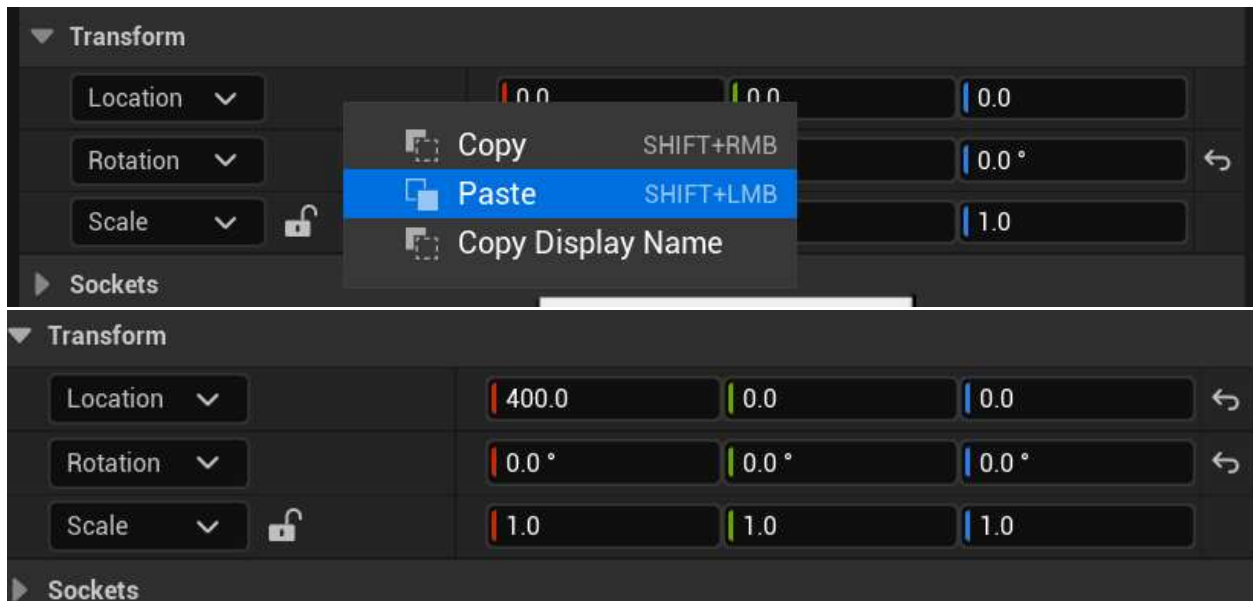 Transform
Location 0.0 0.0 0.0
Copy SHIFT+RMB
Rotation 0.0 °
Paste SHIFT+LMB
Scale 1.0
Copy Display Name
Sockets
Transform
Location 400.0 0.0 0.0
Rotation 0.0 ° 0.0 ° 0.0 °
Scale 1.0 1.0 1.0
Sockets